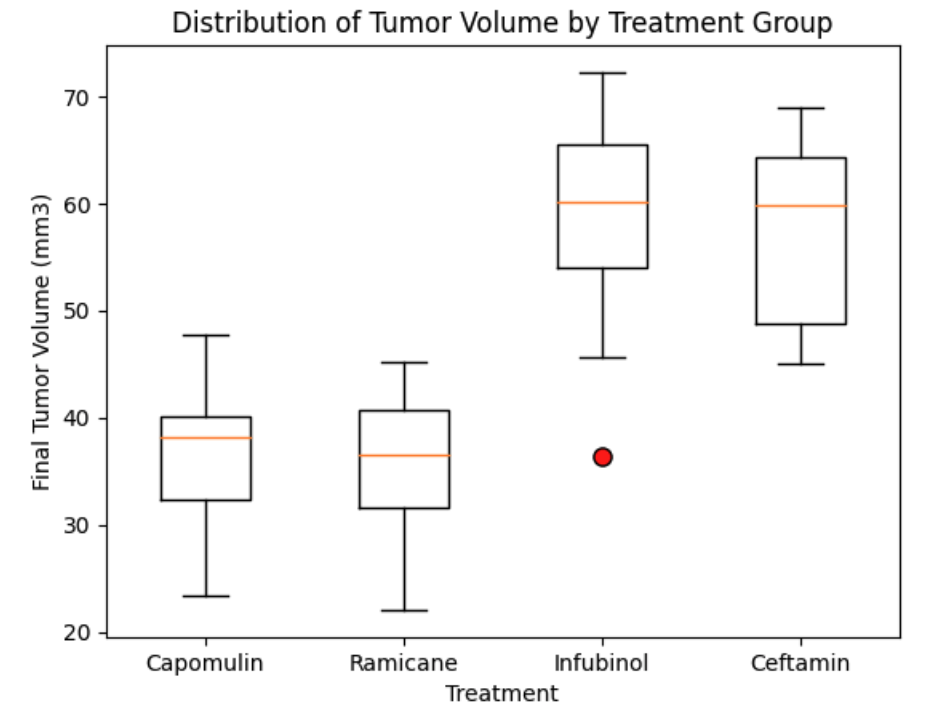 Distribution of Tumor Volume by Treatment Group
Final Tumor Volume (mm3)
70
60
50
40
30
20
Capomulin Ramicane Infubinol Ceftamin
Treatment